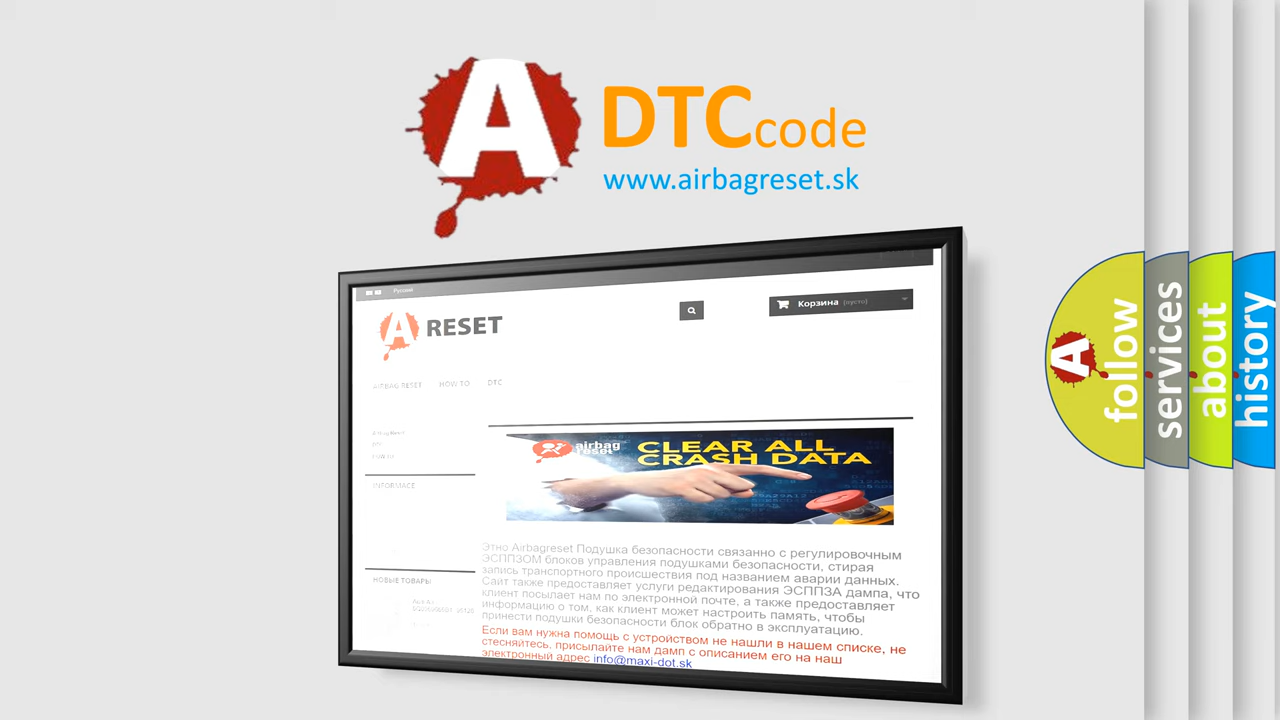 A DTCcode
www.airbagreset.sk
Русский
A RESET
Корзина (пусто)
AIRBAG RESET HOW TO DTC
Airbag Reset
DTC
INFORMACE
airbag
reset
CLEAR ALL
CRASH DATA
Этно Airbagreset Подушка безопасности связанно с регулировочным
ЭСППЗОМ блоков управления подушками безопасности, стирая
запись транспортного происшествия под названием аварии данных.
Сайт также предоставляет услуги редактирования ЭСППЗА дампа, что
клиент посылает нам по электронной почте, а также предоставляет
информацию о том, как клиент может настроить память, чтобы
принести подушки безопасности блок обратно в эксплуатацию.
Если вам нужна помощь с устройством не нашли в нашем списке, не
стесняйтесь, присылайте нам дамп с описанием его на наш
электронный адрес info@maxi-dot.sk
НОВЫЕ ТОВАРЫ
A follow
services
about
history